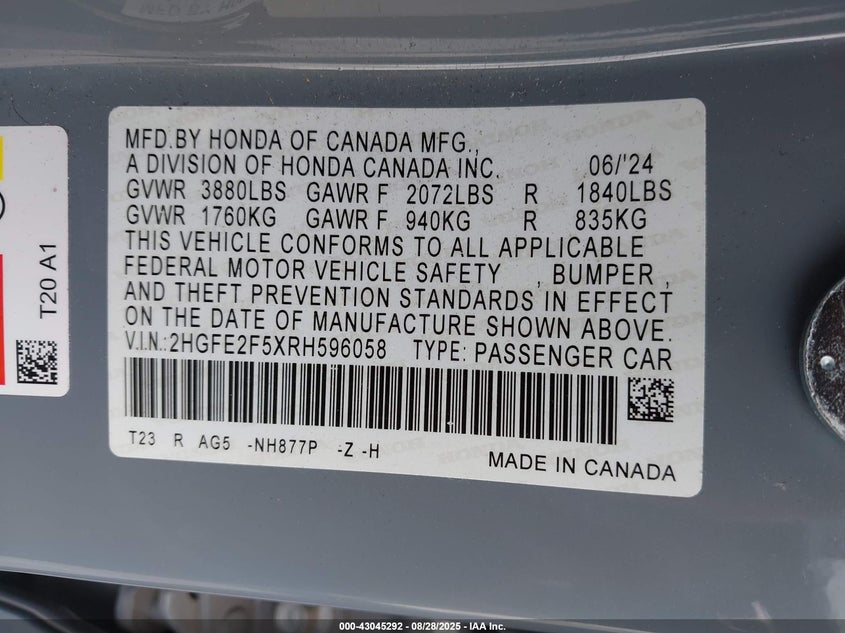 MFD.BY HONDA OF CANADA MFG.,
A DIVISION OF HONDA CANADA INC. 06/'24
GVWR 3880LBS GAWR F 2072LBS R 1840LBS
GVWR 1760KG GAWR F 940KG R 835KG
THIS VEHICLE CONFORMS TO ALL APPLICABLE
FEDERAL MOTOR VEHICLE SAFETY , BUMPER ,
AND THEFT PREVENTION STANDARDS IN EFFECT
ON THE DATE OF MANUFACTURE SHOWN ABOVE.
V.I.N.:2HGFE2F5XRH596058 TYPE: PASSENGER CAR
T23 R AG5 -NH877P -Z -H
MADE IN CANADA
T20 A1
000-43045292 - 08/28/2025 - IAA Inc.